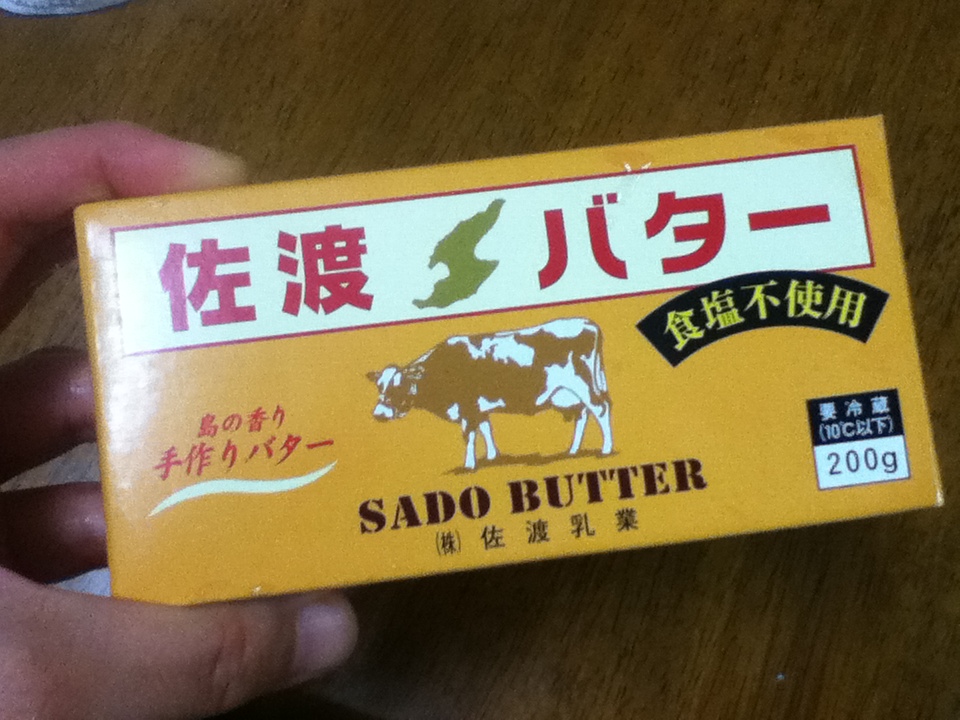 佐渡 バター
食塩不使用
島の香り
手作りバター
要冷蔵
(10℃以下)
200g
SADO BUTTER
㈱ 佐渡乳業